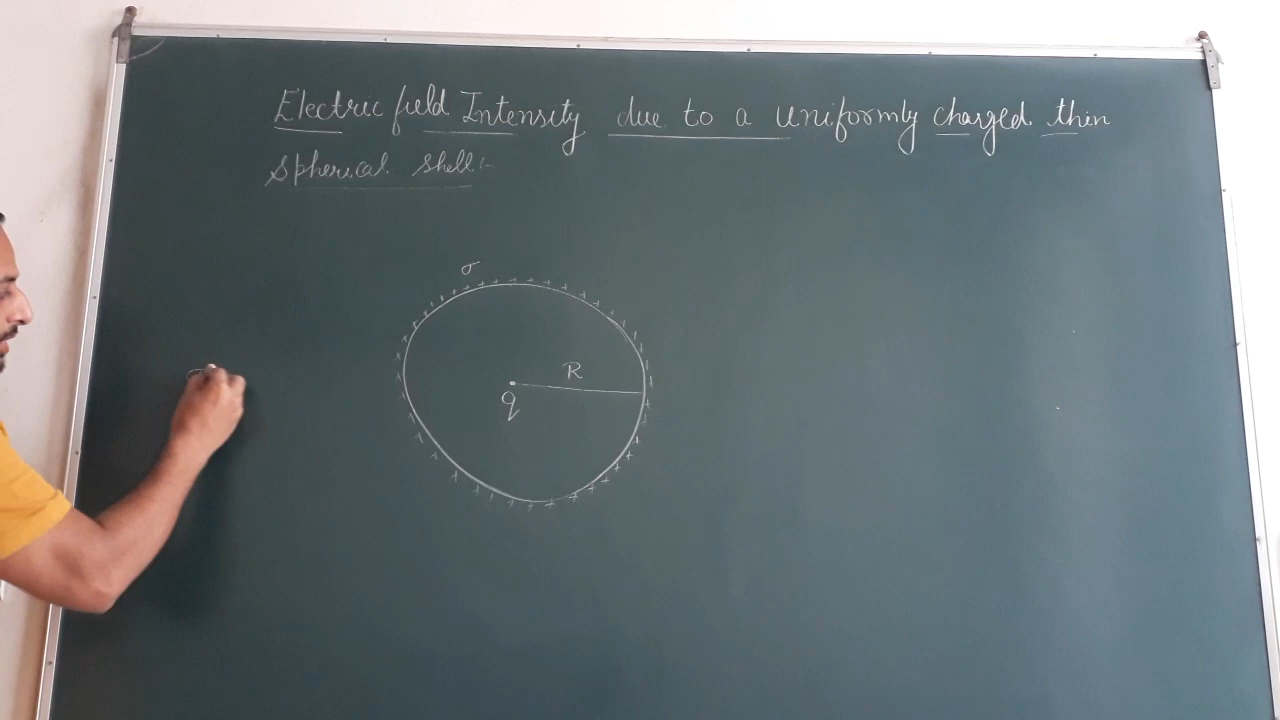 Electric field Intensity due to a uniformly charged thin
Spherical shell:-
σ
R
q